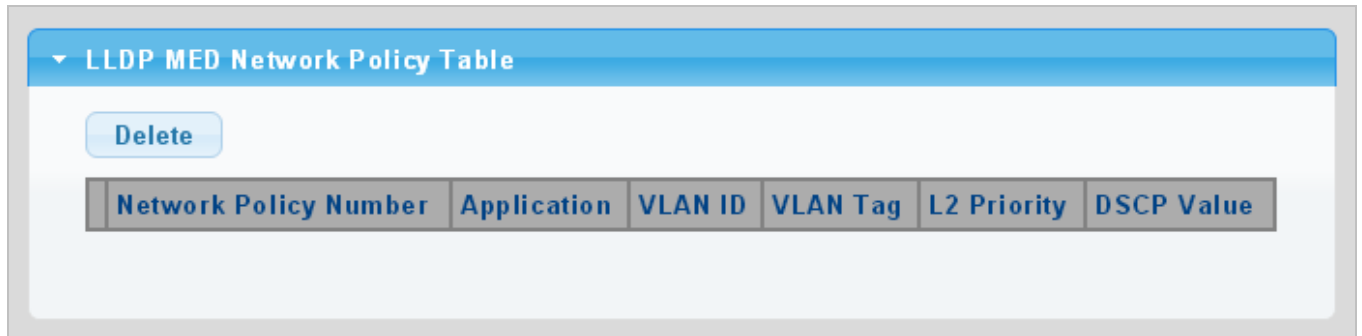 LLDP MED Network Policy Table
Delete
Network Policy Number Application VLAN ID VLAN Tag L2 Priority DSCP Value